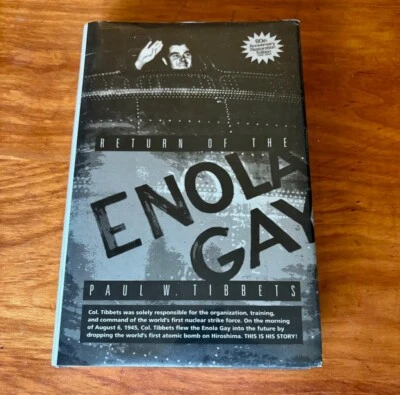 60th
Anniversary
RETURN OF THE
ENOLA
GAY
PAUL W. TIBBETS
Col. Tibbets was solely responsible for the organization, training,
and command of the world's first nuclear strike force. On the morning
of August 6, 1945, Col. Tibbets flew the Enola Gay into the future by
dropping the world's first atomic bomb on Hiroshima. THIS IS HIS STORY!